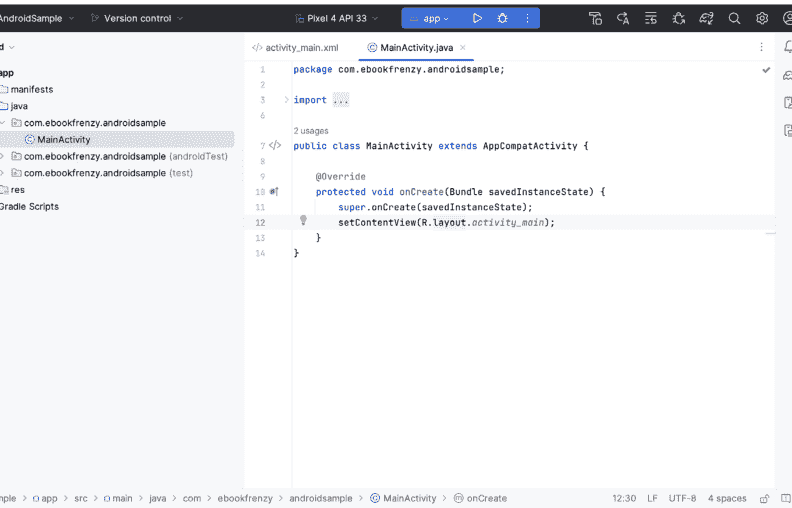 AndroidSample Version control Pixel 4 API 33 app
activity_main.xml MainActivity.java
app
manifests
java
com.ebookfrenzy.androidsample
MainActivity
com.ebookfrenzy.androidsample (androidTest)
com.ebookfrenzy.androidsample (test)
res
Gradle Scripts
1 package com.ebookfrenzy.androidsample;
2
3 import ...
6
2 usages
7 public class MainActivity extends AppCompatActivity {
8
9 @Override
10 protected void onCreate(Bundle savedInstanceState) {
11 super.onCreate(savedInstanceState);
12 setContentView(R.layout.activity_main);
13 }
14 }
app > src > main > java > com > ebookfrenzy > androidsample > MainActivity > onCreate 12:30 LF UTF-8 4 spaces